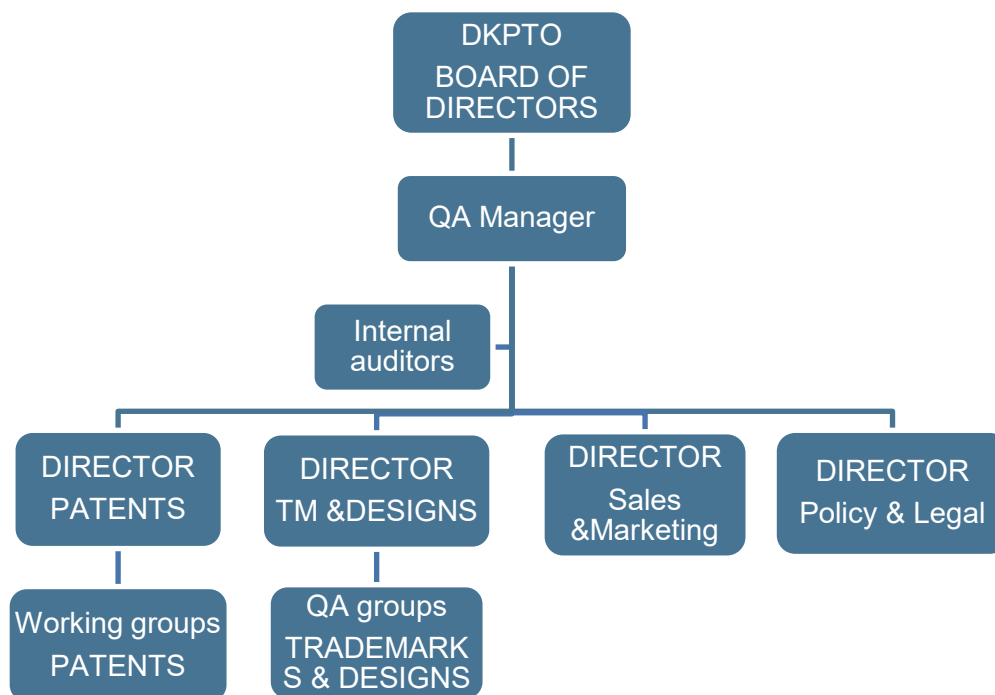 DKPTO
BOARD OF
DIRECTORS
QA Manager
Internal
auditors
DIRECTOR
PATENTS
DIRECTOR
TM &DESIGNS
DIRECTOR
Sales
&Marketing
DIRECTOR
Policy & Legal
Working groups
PATENTS
QA groups
TRADEMARK
S & DESIGNS